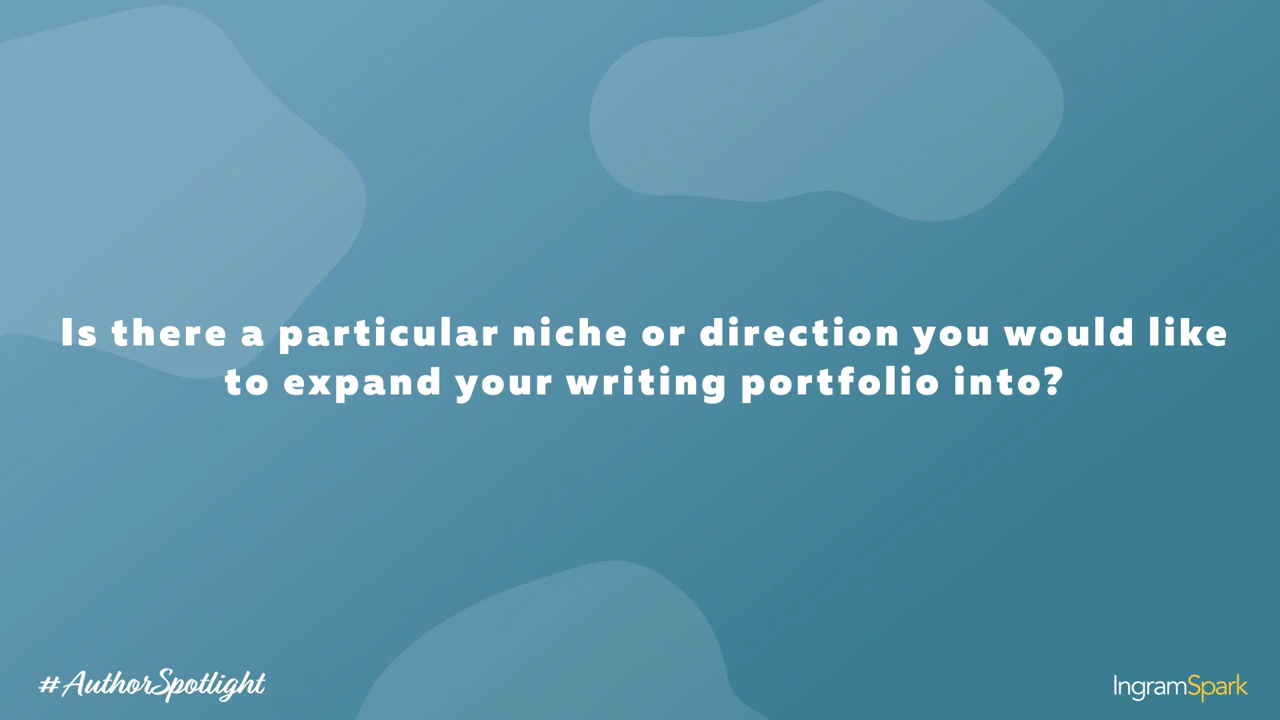 Is there a particular niche or direction you would like
to expand your writing portfolio into?
#AuthorSpotlight
IngramSpark